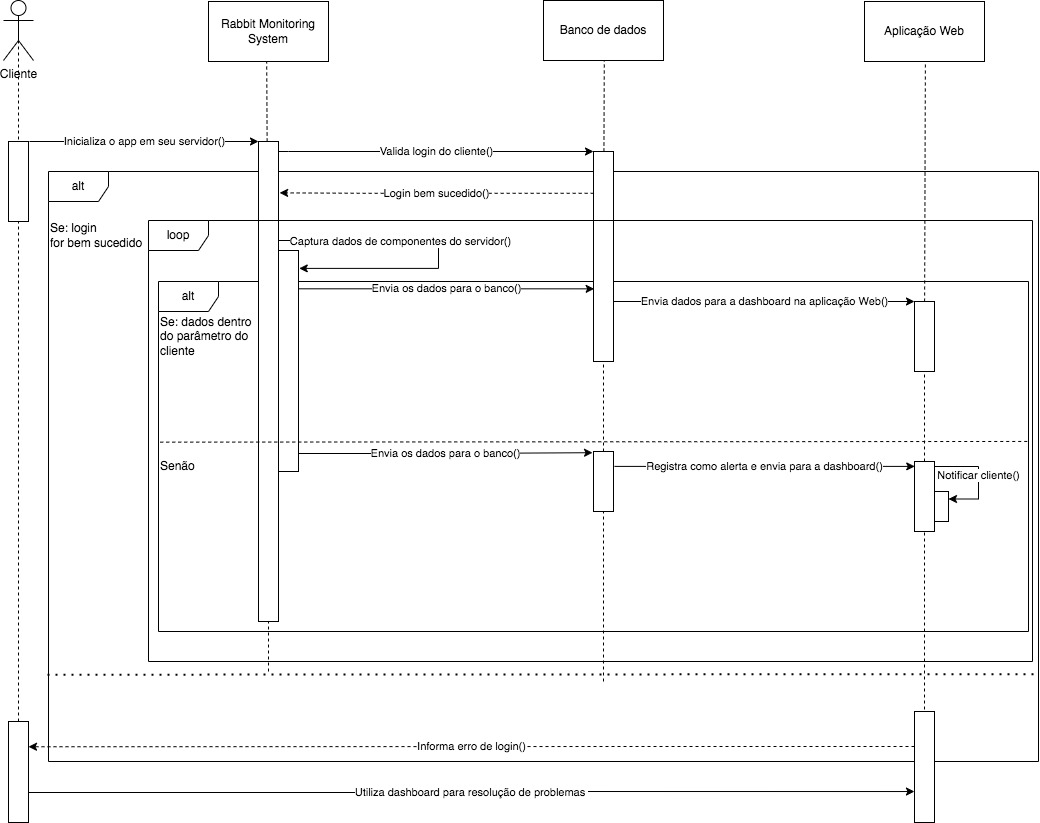 Cliente
Rabbit Monitoring
System
Banco de dados
Aplicação Web
Inicializa o app em seu servidor()
Valida login do cliente()
alt
Login bem sucedido()
Se: login
for bem sucedido
loop
Captura dados de componentes do servidor()
alt
Envia os dados para o banco()
Envia dados para a dashboard na aplicação Web()
Se: dados dentro
do parâmetro do
cliente
Senão
Envia os dados para o banco()
Registra como alerta e envia para a dashboard()
Notificar cliente()
Informa erro de login()
Utiliza dashboard para resolução de problemas